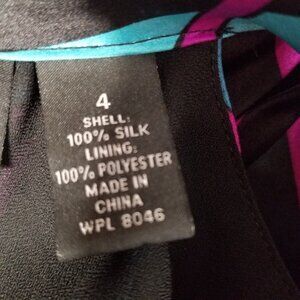 4
SHELL:
100% SILK
LINING:
100% POLYESTER
MADE IN
CHINA
WPL 8046